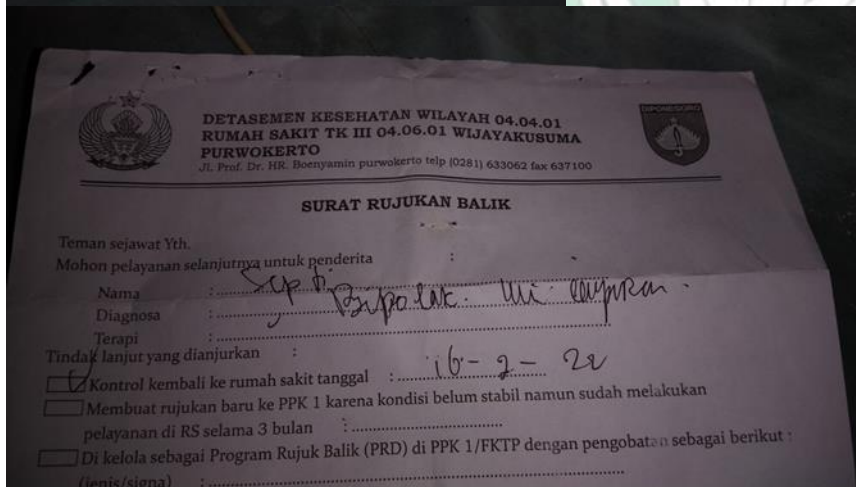 DETASEMEN KESEHATAN WILAYAH 04.04.01
RUMAH SAKIT TK III 04.06.01 WIJAYAKUSUMA
PURWOKERTO
Jl. Prof. Dr. HR. Boenyamin purwokerto telp (0281) 633062 fax 637100
DIPONEGORO
SURAT RUJUKAN BALIK
Teman sejawat Yth.
Mohon pelayanan selanjutnya untuk penderita :
Nama :
Diagnosa : Bipolar
Terapi :
Tindak lanjut yang dianjurkan :
Kontrol kembali ke rumah sakit tanggal : 16 - 2 - 22
Membuat rujukan baru ke PPK 1 karena kondisi belum stabil namun sudah melakukan
pelayanan di RS selama 3 bulan :
Di kelola sebagai Program Rujuk Balik (PRD) di PPK 1/FKTP dengan pengobatan sebagai berikut :
(jenis/signa) :